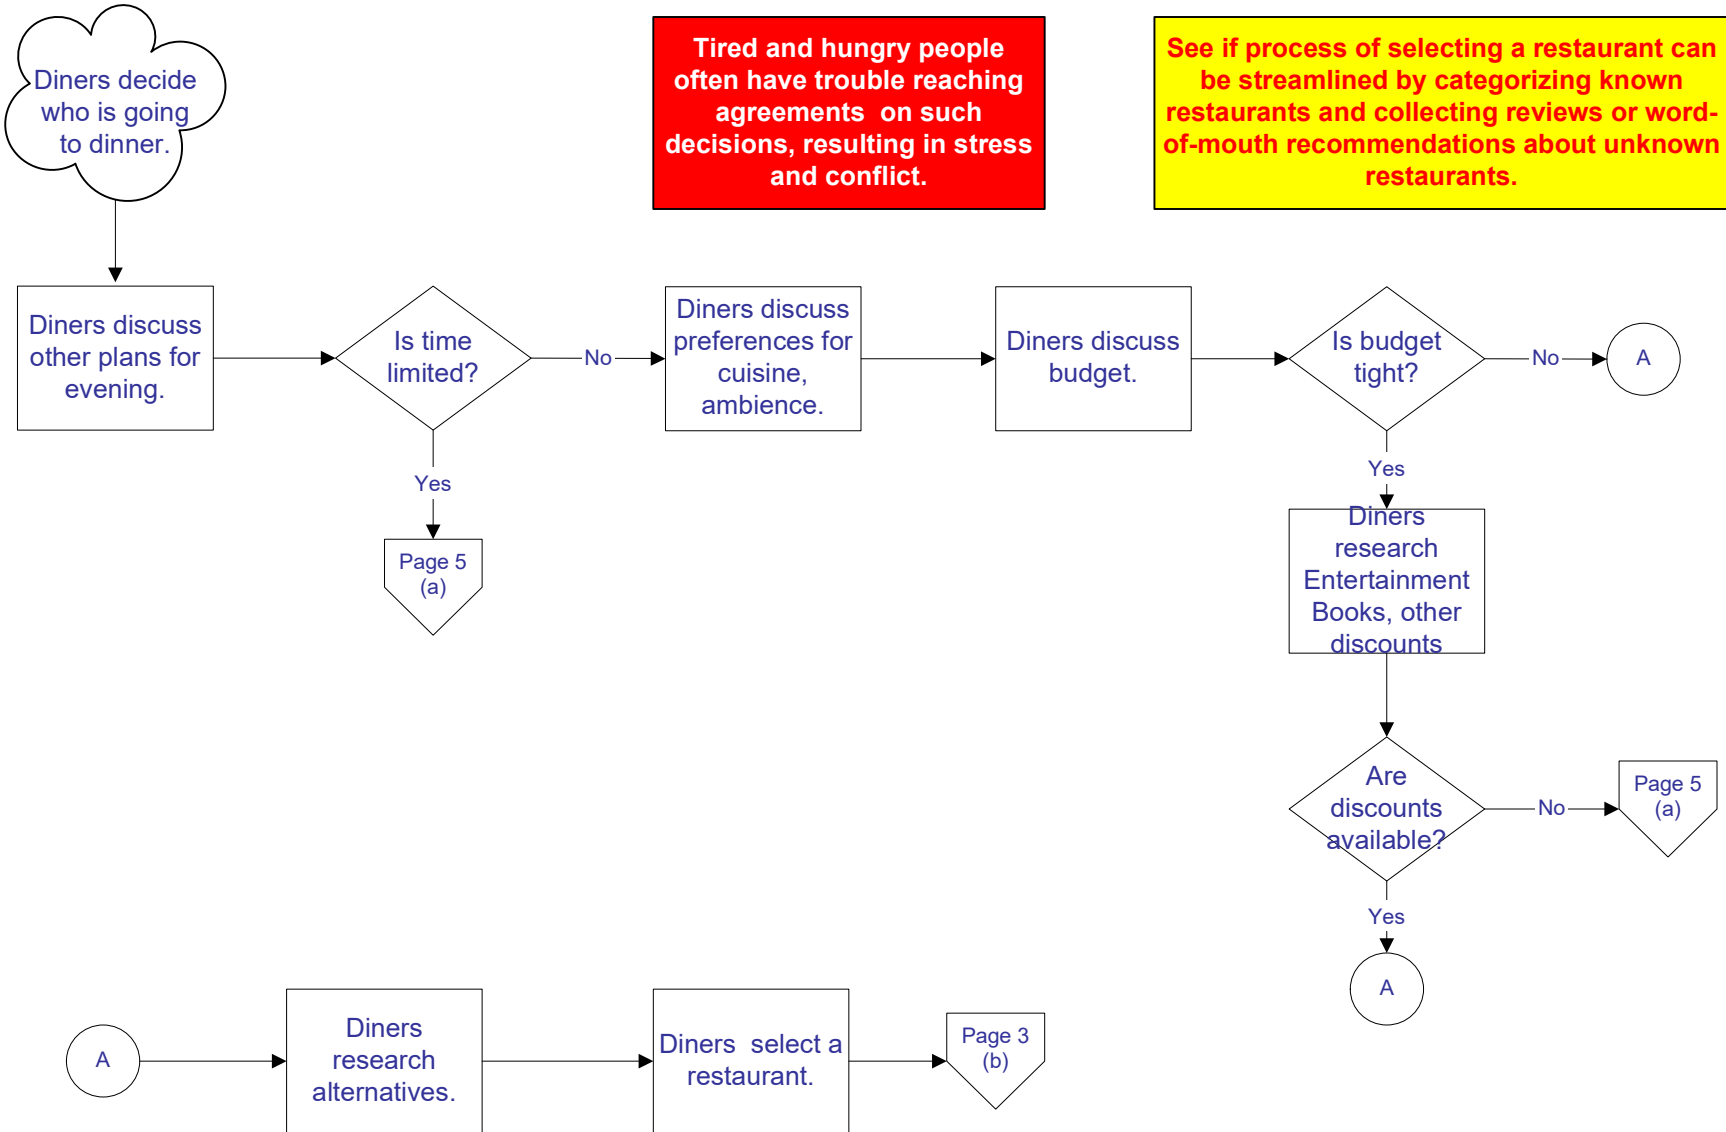 Diners decide
who is going
to dinner.
Tired and hungry people
often have trouble reaching
agreements  on such
decisions, resulting in stress
and conflict.
See if process of selecting a restaurant can
be streamlined by categorizing known
restaurants and collecting reviews or word-
of-mouth recommendations about unknown
restaurants.
Diners discuss
other plans for
evening.
Is time
limited?
No
Diners discuss
preferences for
cuisine,
ambience.
Diners discuss
budget.
Is budget
tight?
No
A
Yes
Page 5
(a)
Yes
Diners
research
Entertainment
Books, other
discounts
Are
discounts
available?
No
Page 5
(a)
Yes
A
A
Diners
research
alternatives.
Diners  select a
restaurant.
Page 3
(b)